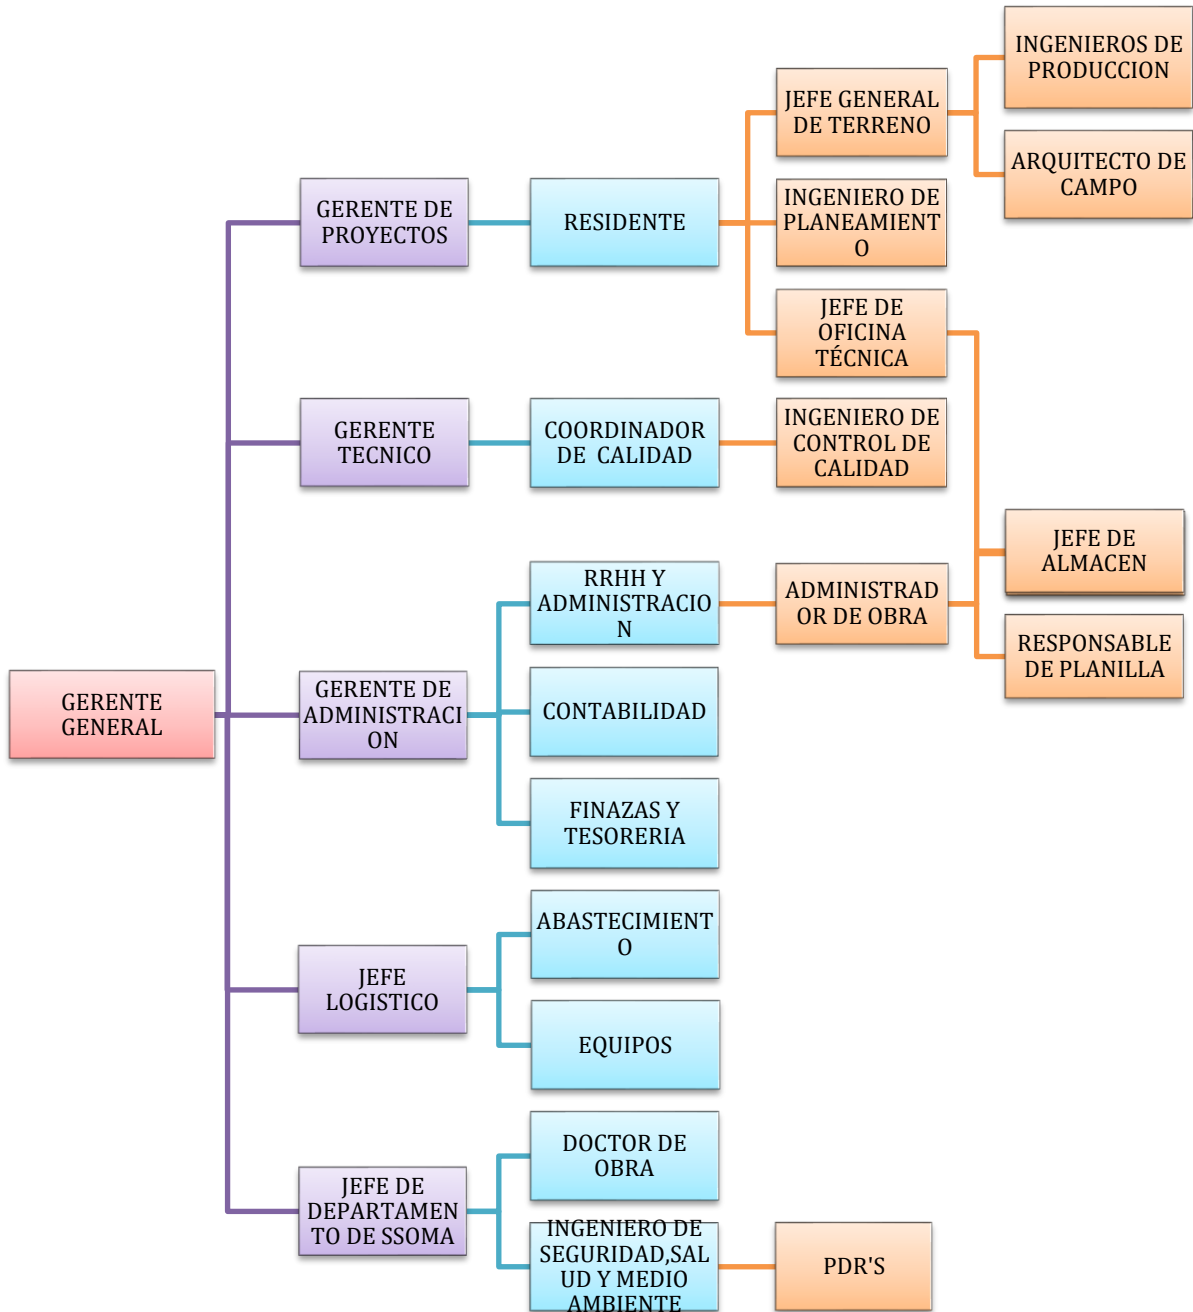 INGENIEROS DE
PRODUCCION
JEFE GENERAL
DE TERRENO
ARQUITECTO DE
CAMPO
GERENTE DE
PROYECTOS
RESIDENTE
INGENIERO DE
PLANEAMIENT
O
JEFE DE
OFICINA
TÉCNICA
GERENTE
TECNICO
COORDINADOR
DE CALIDAD
INGENIERO DE
CONTROL DE
CALIDAD
JEFE DE
ALMACEN
RRHH Y
ADMINISTRACIO
N
ADMINISTRAD
OR DE OBRA
RESPONSABLE
DE PLANILLA
GERENTE
GENERAL
GERENTE DE
ADMINISTRACI
ON
CONTABILIDAD
FINAZAS Y
TESORERIA
ABASTECIMIENT
O
JEFE
LOGISTICO
EQUIPOS
DOCTOR DE
OBRA
JEFE DE
DEPARTAMEN
TO DE SSOMA
INGENIERO DE
SEGURIDAD,SAL
UD Y MEDIO
AMBIENTE
PDR'S